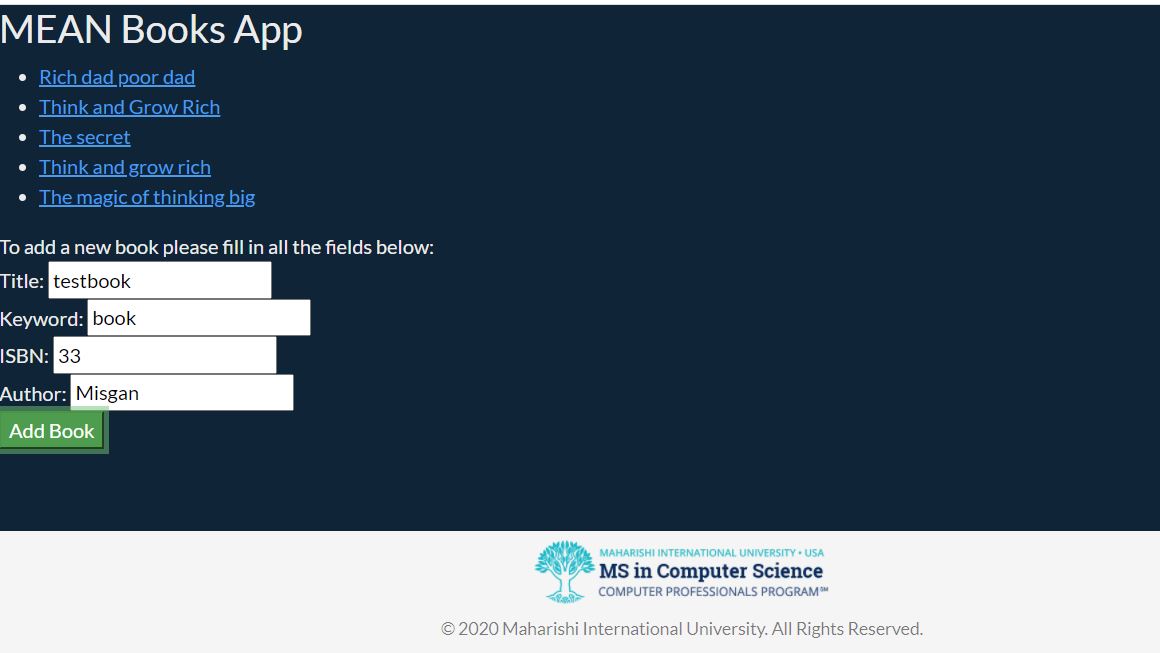 MEAN Books App
Rich dad poor dad
Think and Grow Rich
The secret
Think and grow rich
The magic of thinking big
To add a new book please fill in all the fields below:
Title: testbook
Keyword: book
ISBN: 33
Author: Misgan
Add Book
MAHARISHI INTERNATIONAL UNIVERSITY • USA
MS in Computer Science
COMPUTER PROFESSIONALS PROGRAM℠
© 2020 Maharishi International University. All Rights Reserved.